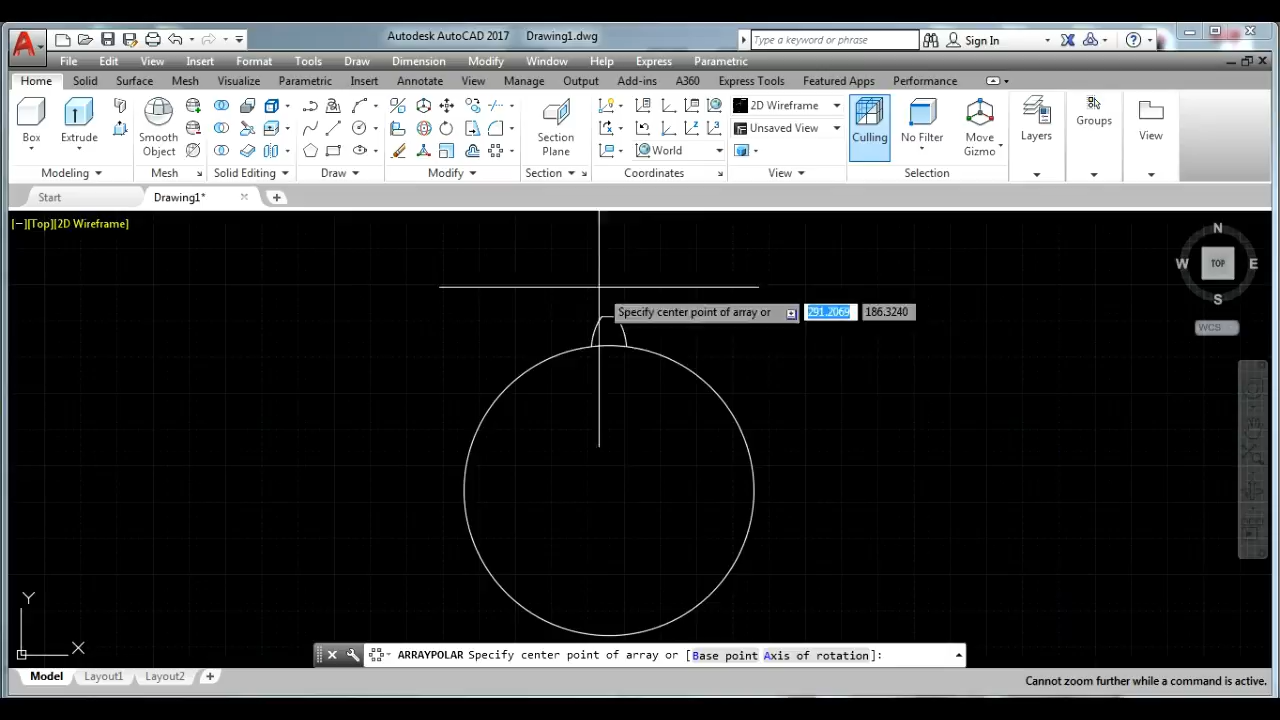 Autodesk AutoCAD 2017 Drawing1.dwg
Type a keyword or phrase
Sign In
File Edit View Insert Format Tools Draw Dimension Modify Window Help Express Parametric
Home Solid Surface Mesh Visualize Parametric Insert Annotate View Manage Output Add-ins A360 Express Tools Featured Apps Performance
2D Wireframe
Unsaved View
World
Box
Extrude
Smooth
Object
Section
Plane
Culling
No Filter
Move
Gizmo
Layers
Groups
View
Modeling Mesh Solid Editing Draw Modify Section Coordinates View Selection
Start Drawing1*
[−][Top][2D Wireframe]
N
W TOP E
S
WCS
Specify center point of array or 291.2069 186.3240
Y
X
ARRAYPOLAR Specify center point of array or [Base point Axis of rotation]:
Model Layout1 Layout2
Cannot zoom further while a command is active.